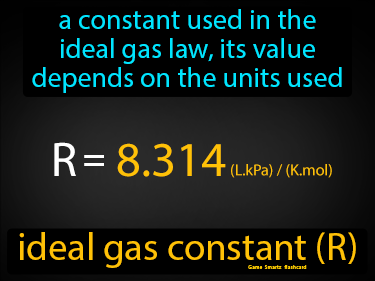 a constant used in the
ideal gas law, its value
depends on the units used
R = 8.314 (L.kPa) / (K.mol)
ideal gas constant (R)
Game Smartz flashcard